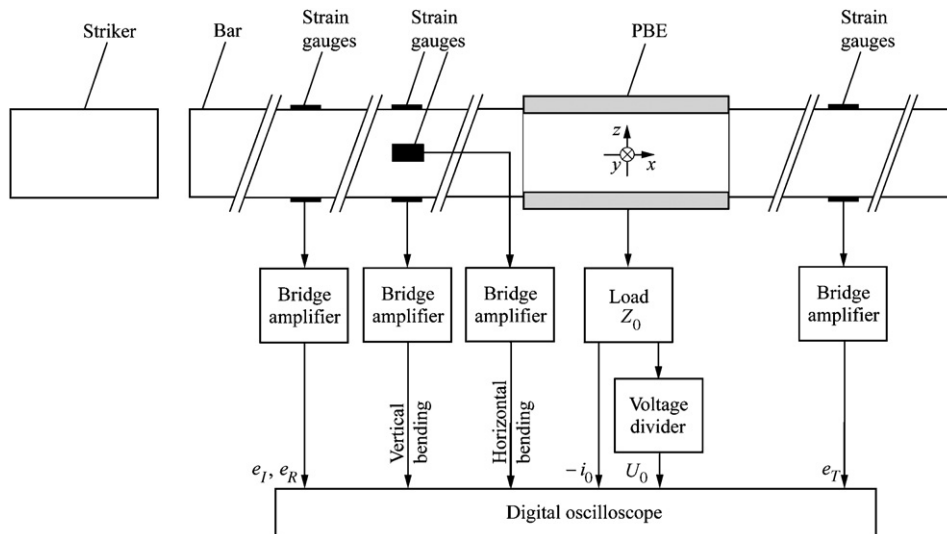 Striker
Bar
Strain
gauges
Strain
gauges
PBE
Strain
gauges
z
y
x
Bridge
amplifier
Bridge
amplifier
Bridge
amplifier
Load
Z0
Bridge
amplifier
Voltage
divider
Vertical
bending
Horizontal
bending
eI, eR
−i0
U0
eT
Digital oscilloscope